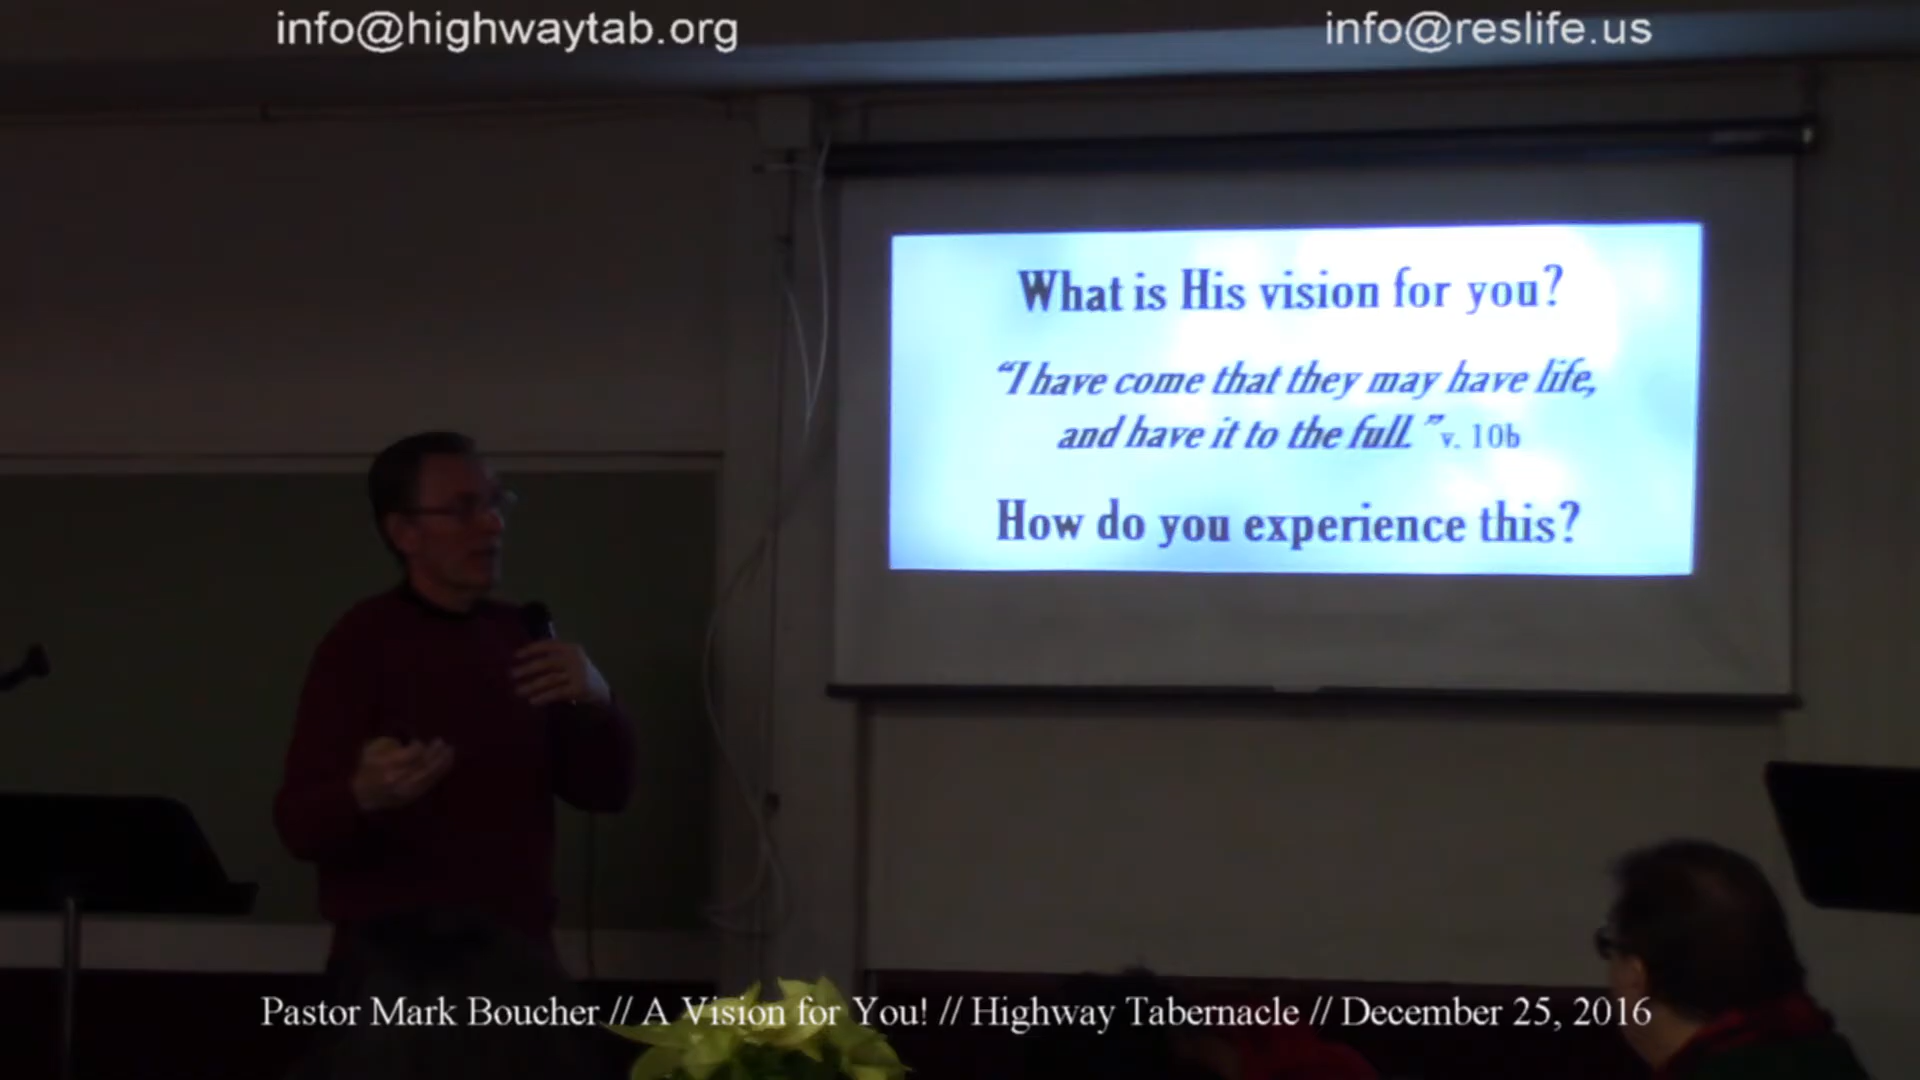 info@highwaytab.org
info@reslife.us
What is His vision for you?
“I have come that they may have life,
and have it to the full.” v. 10b
How do you experience this?
Pastor Mark Boucher // A Vision for You! // Highway Tabernacle // December 25, 2016